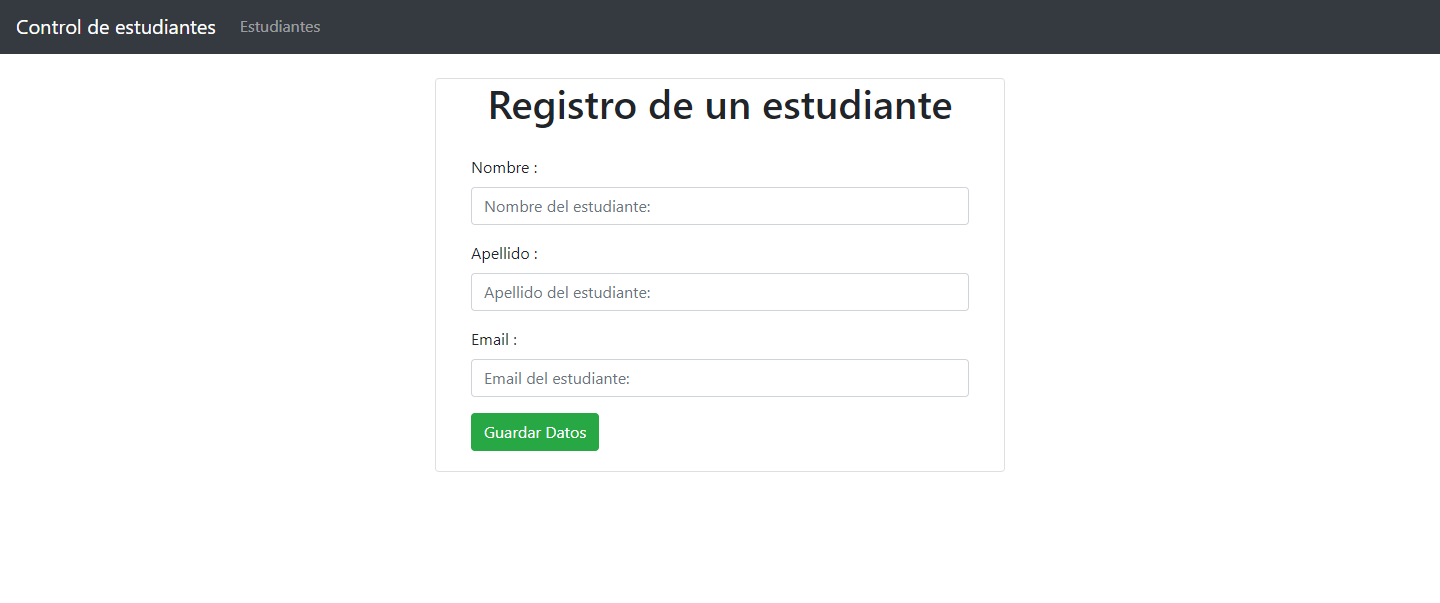 Control de estudiantes Estudiantes
Registro de un estudiante
Nombre :
Nombre del estudiante:
Apellido :
Apellido del estudiante:
Email :
Email del estudiante:
Guardar Datos